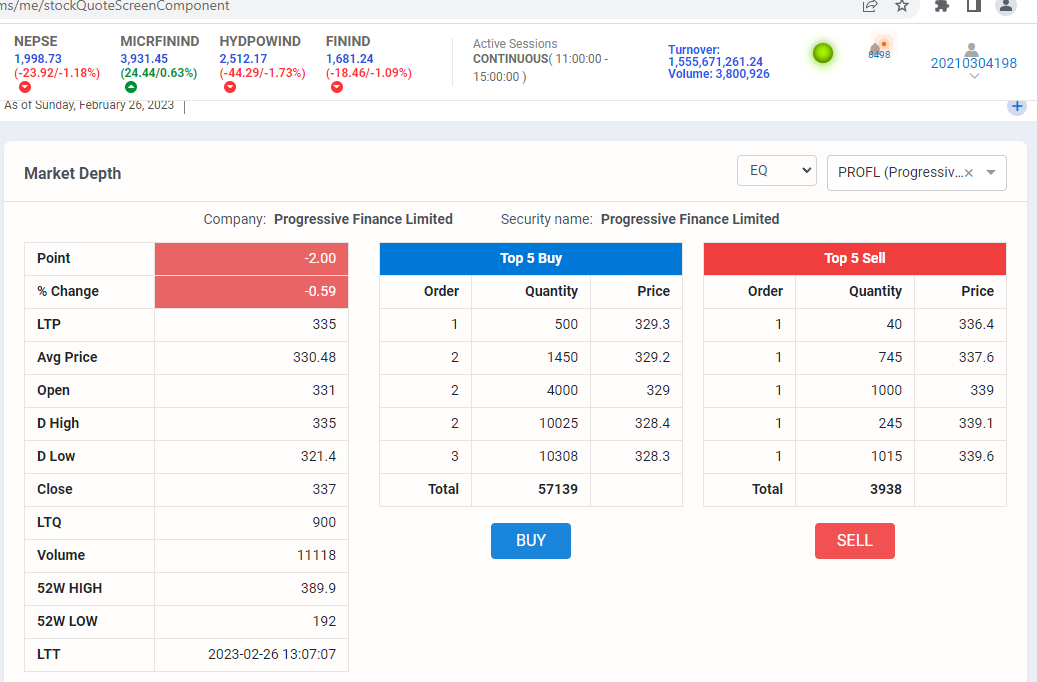 ms/me/stockQuoteScreenComponent
NEPSE MICRFININD HYDPOWIND FININD
1,998.73 3,931.45 2,512.17 1,681.24
(-23.92/-1.18%) (24.44/0.63%) (-44.29/-1.73%) (-18.46/-1.09%)
Active Sessions
CONTINUOUS( 11:00:00 -
15:00:00 )
Turnover:
1,555,671,261.24
Volume: 3,800,926
8498
20210304198
As of Sunday, February 26, 2023
Market Depth EQ PROFL (Progressiv...×
Company: Progressive Finance Limited Security name: Progressive Finance Limited
Point -2.00
% Change -0.59
LTP 335
Avg Price 330.48
Open 331
D High 335
D Low 321.4
Close 337
LTQ 900
Volume 11118
52W HIGH 389.9
52W LOW 192
LTT 2023-02-26 13:07:07
Top 5 Buy
Order Quantity Price
1 500 329.3
2 1450 329.2
2 4000 329
2 10025 328.4
3 10308 328.3
Total 57139
BUY
Top 5 Sell
Order Quantity Price
1 40 336.4
1 745 337.6
1 1000 339
1 245 339.1
1 1015 339.6
Total 3938
SELL